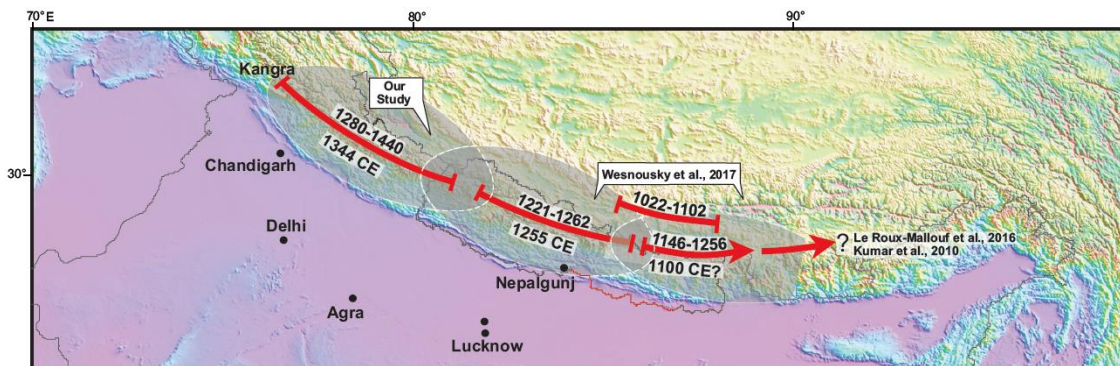 70°E
80°
90°
Kangra
Our
Study
1280-1440
1344 CE
Chandigarh
30°
Wesnousky et al., 2017
1022-1102
1221-1262
1255 CE
1146-1256
1100 CE?
? Le Roux-Mallouf et al., 2016
Kumar et al., 2010
Delhi
Nepalgunj
Agra
Lucknow